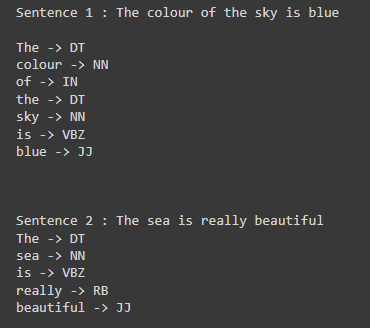 Sentence 1 : The colour of the sky is blue
The -> DT
colour -> NN
of -> IN
the -> DT
sky -> NN
is -> VBZ
blue -> JJ
Sentence 2 : The sea is really beautiful
The -> DT
sea -> NN
is -> VBZ
really -> RB
beautiful -> JJ